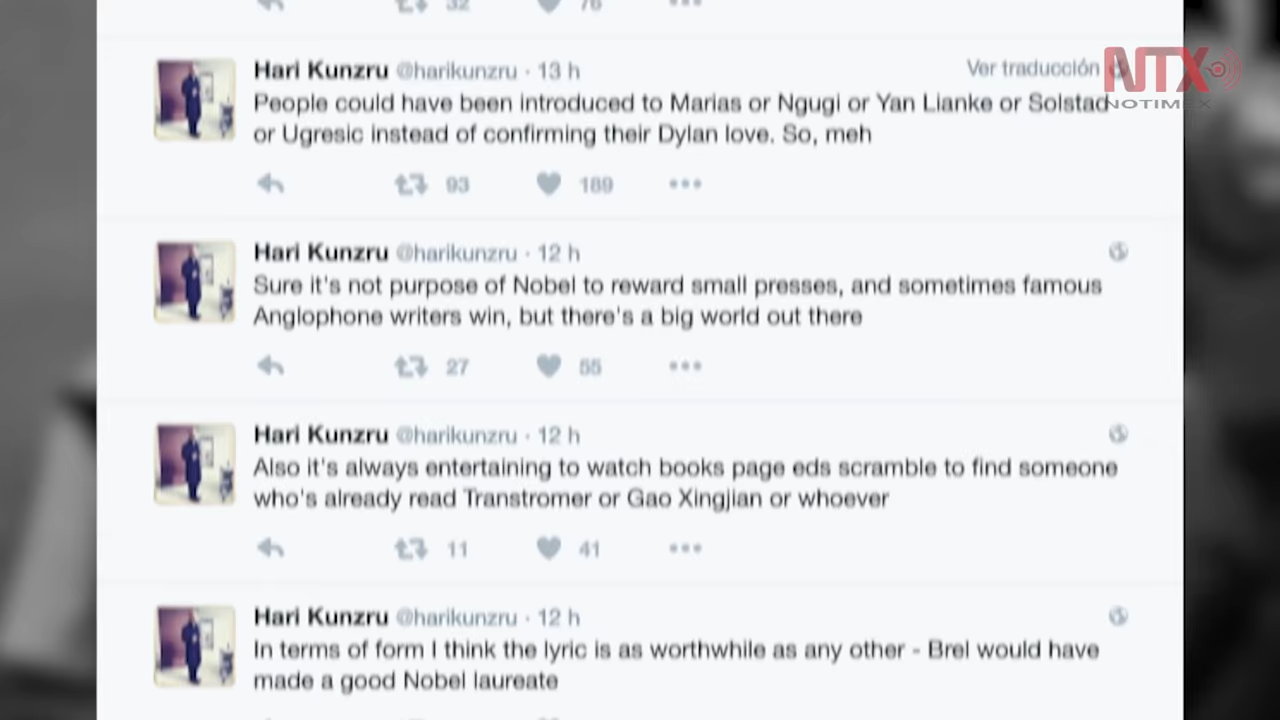 32 76
Hari Kunzru @harikunzru · 13 h Ver traducción
NTX
NOTIMEX
People could have been introduced to Marias or Ngugi or Yan Lianke or Solstad
or Ugresic instead of confirming their Dylan love. So, meh
93 189 •••
Hari Kunzru @harikunzru · 12 h
Sure it's not purpose of Nobel to reward small presses, and sometimes famous
Anglophone writers win, but there's a big world out there
27 55 •••
Hari Kunzru @harikunzru · 12 h
Also it's always entertaining to watch books page eds scramble to find someone
who's already read Transtromer or Gao Xingjian or whoever
11 41 •••
Hari Kunzru @harikunzru · 12 h
In terms of form I think the lyric is as worthwhile as any other - Brel would have
made a good Nobel laureate